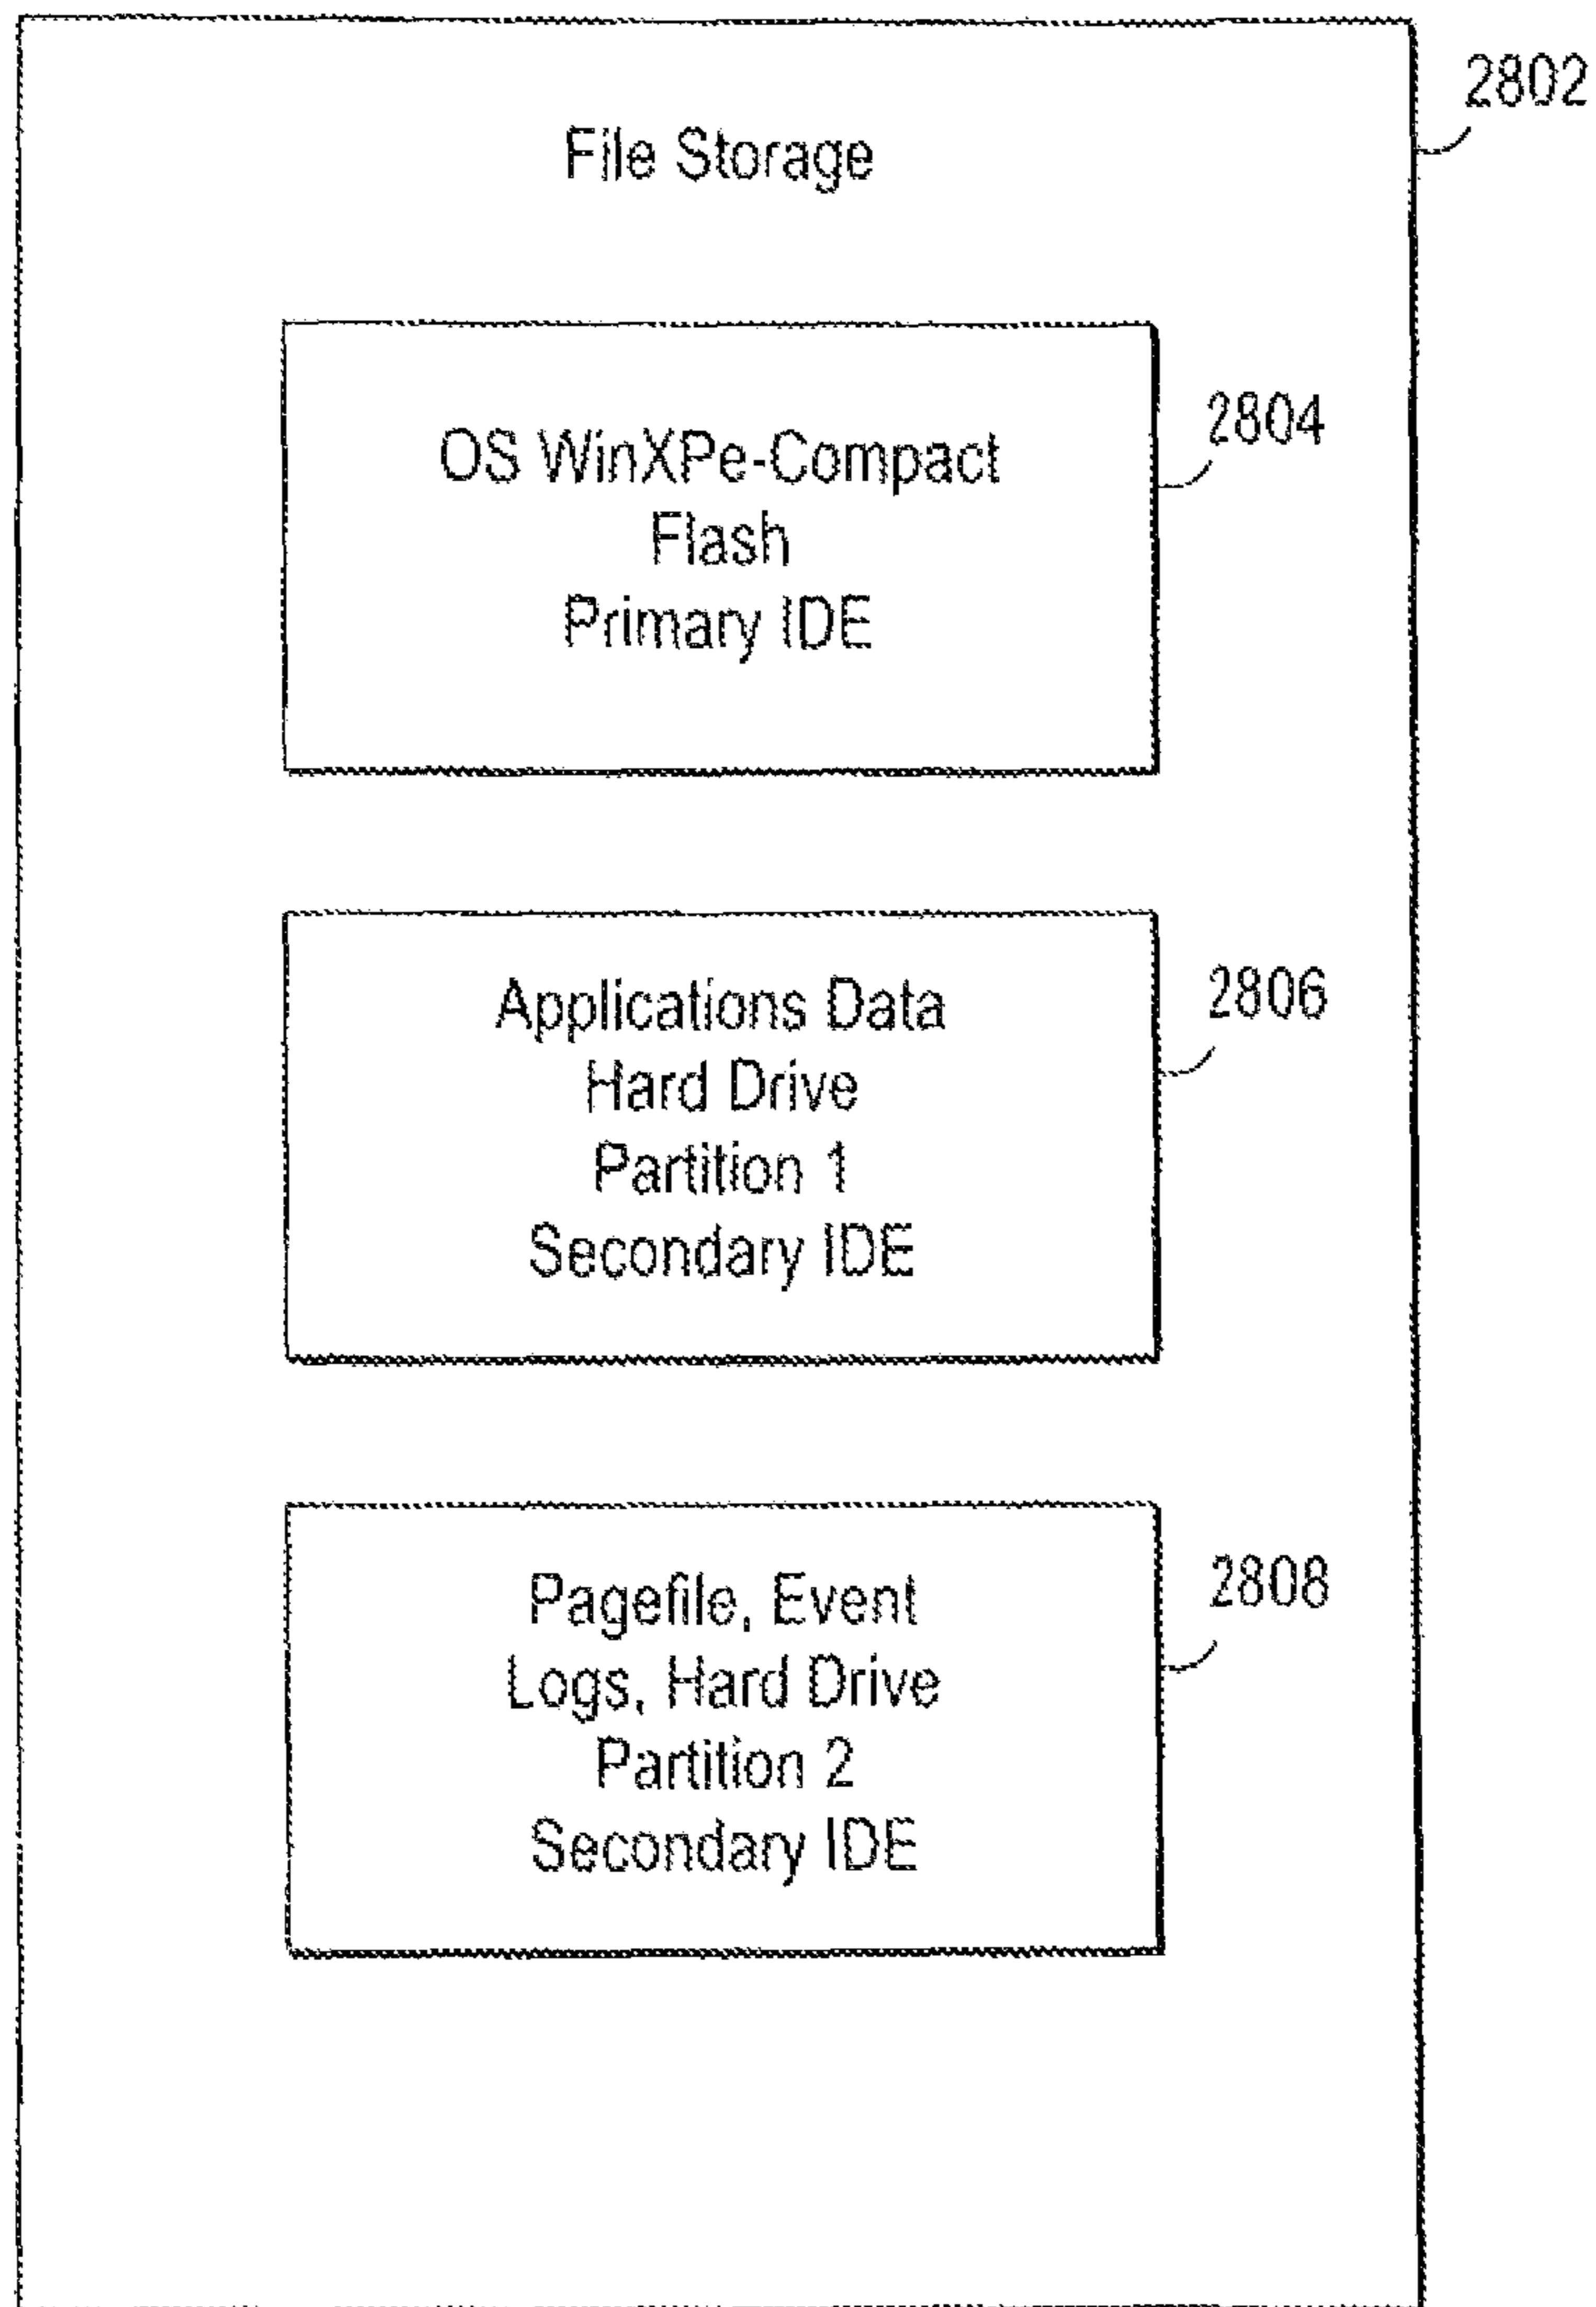 2802
File Storage
2804
OS WinXPe-Compact
Flash
Primary IDE
2806
Applications Data
Hard Drive
Partition 1
Secondary IDE
2808
Pagefile, Event
Logs, Hard Drive
Partition 2
Secondary IDE